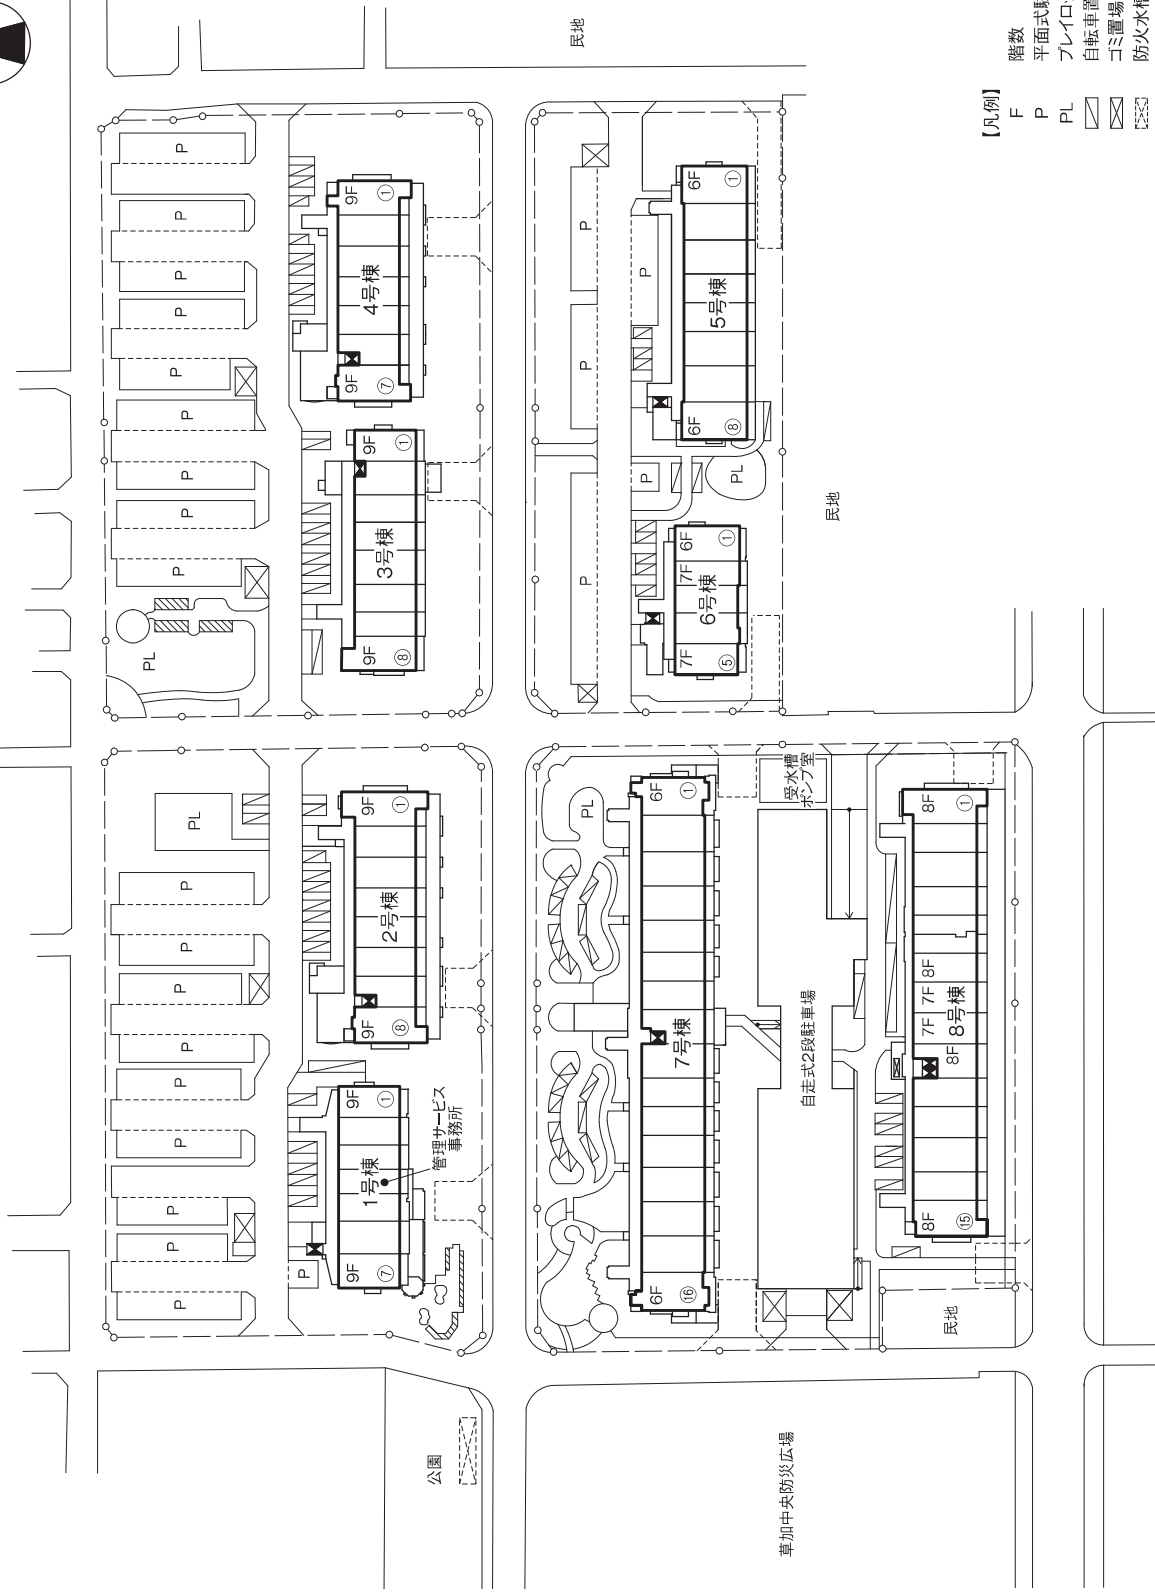 【凡例】
F 階数
P 平面式駐
PL プレイロッ
自転車置
ゴミ置場
防火水槽
民地
P
P
P
P
P
P
P
P
P
PL
9F
①
4号棟
9F
⑦
9F
①
3号棟
9F
⑧
P
P
P
P
P
6F
①
5号棟
6F
⑧
PL
民地
6F
①
7F
6号棟
7F
⑤
PL
P
P
P
P
P
P
P
P
P
9F
①
2号棟
9F
⑧
9F
①
1号棟
9F
⑦
P
管理サービス
事務所
PL
6F
①
7号棟
6F
⑯
受水槽
ポンプ室
自走式2段駐車場
8F
①
8F
7F
7F
8F
8号棟
8F
⑮
民地
公園
草加中央防災広場